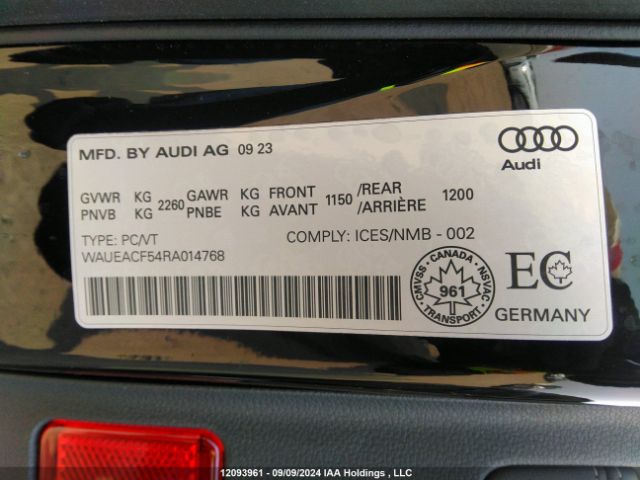 MFD. BY AUDI AG 09 23
Audi
GVWR KG 2260 GAWR KG FRONT 1150 /REAR 1200
PNVB KG PNBE KG AVANT /ARRIÈRE
TYPE: PC/VT COMPLY: ICES/NMB - 002
WAUEACF54RA014768
CANADA
CMVSS NSVAC
961
TRANSPORT
EC
GERMANY
12093961 - 09/09/2024 IAA Holdings , LLC